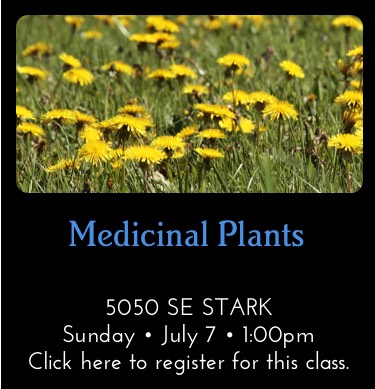 Medicinal Plants
5050 SE STARK
Sunday • July 7 • 1:00pm
Click here to register for this class.